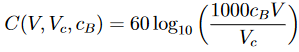 C(V, V_c, c_B) = 60 log_10 (1000c_B V / V_c)